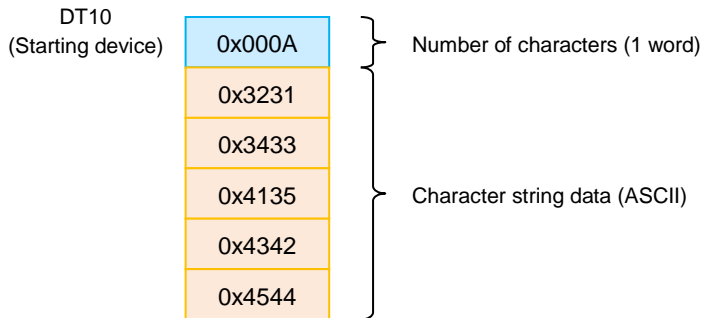 DT10
(Starting device)
0x000A
Number of characters (1 word)
0x3231
0x3433
0x4135
Character string data (ASCII)
0x4342
0x4544